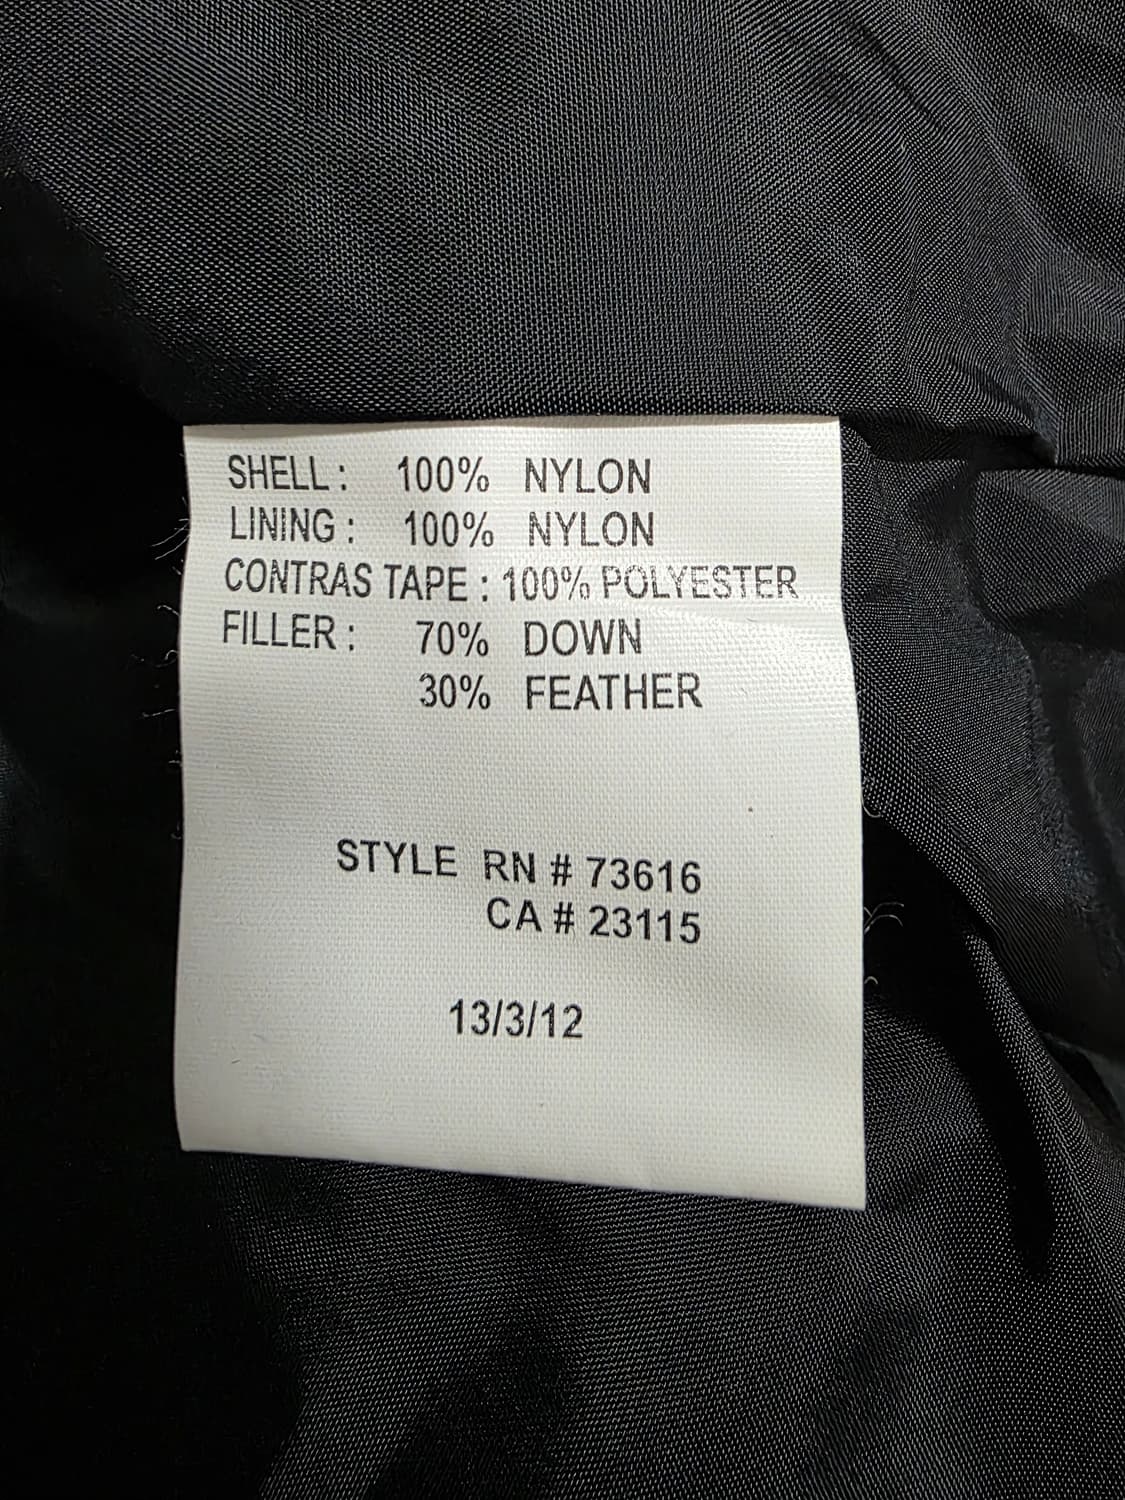 SHELL : 100% NYLON
LINING : 100% NYLON
CONTRAS TAPE : 100% POLYESTER
FILLER : 70% DOWN
30% FEATHER
STYLE RN # 73616
CA # 23115
13/3/12